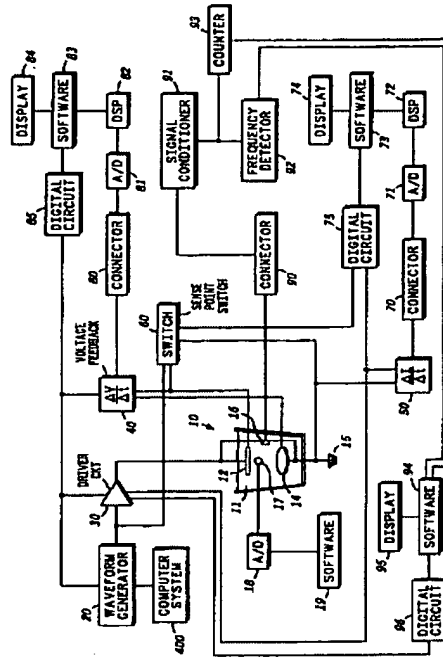 DISPLAY
84
SOFTWARE
83
DSP
82
DIGITAL
CIRCUIT
85
A/D
81
CONNECTOR
80
VOLTAGE
FEEDBACK
ΔV
Δt
40
DRIVER
CKT
30
WAVEFORM
GENERATOR
20
COMPUTER
SYSTEM
400
SENSE
POINT
SWITCH
SWITCH
60
COUNTER
93
SIGNAL
CONDITIONER
91
FREQUENCY
DETECTOR
92
CONNECTOR
90
10
11
12
16
17
14
15
A/D
18
SOFTWARE
19
DISPLAY
74
SOFTWARE
73
DSP
72
DIGITAL
CIRCUIT
75
A/D
71
CONNECTOR
70
50
DISPLAY
95
SOFTWARE
94
DIGITAL
CIRCUIT
96